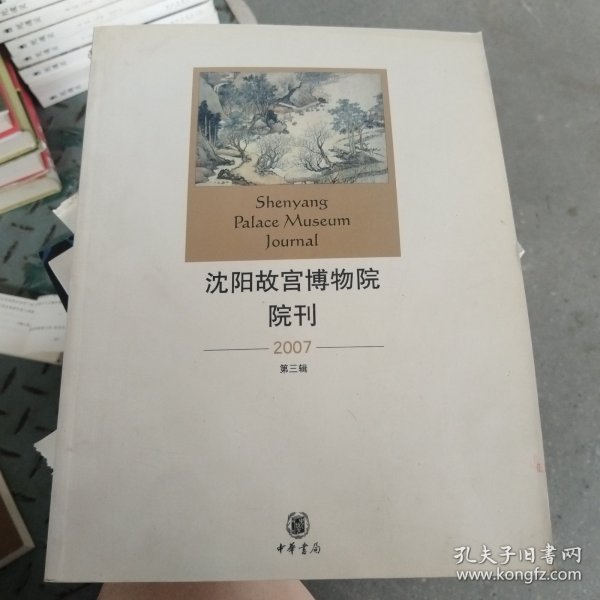 Shenyang
Palace Museum
Journal
沈阳故宫博物院
院刊
2007
第三辑
中華書局
孔夫子旧书网
www.kongfz.com